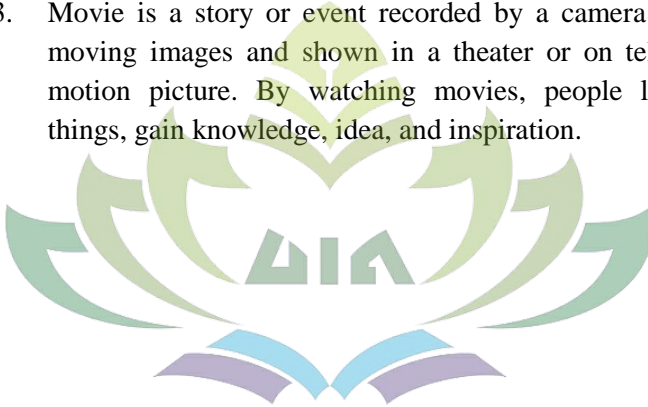 3. Movie is a story or event recorded by a camera
moving images and shown in a theater or on
motion picture. By watching movies, people
things, gain knowledge, idea, and inspiration.
UIN